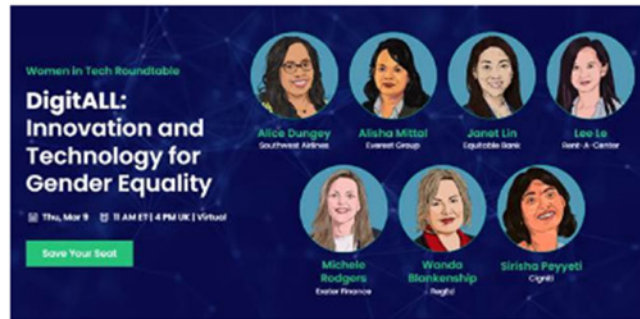 Women in Tech Roundtable
DigitALL:
Innovation and
Technology for
Gender Equality
Thu, Mar 9 11 AM ET | 4 PM UK | Virtual
Save Your Seat
Alice Dungey
Southwest Airlines
Alisha Mittal
Everest Group
Janet Lin
Equitable Bank
Lee Le
Rent-A-Center
Michele
Rodgers
Exeter Finance
Wanda
Blankenship
RegEd
Sirisha Peyyeti
Cigniti